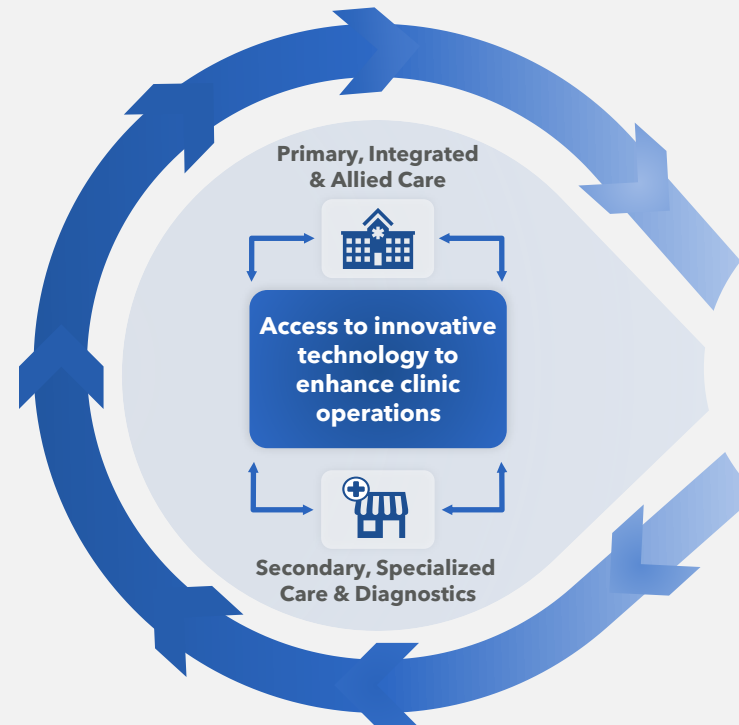 Primary, Integrated
& Allied Care
Access to innovative
technology to
enhance clinic
operations
Secondary, Specialized
Care & Diagnostics